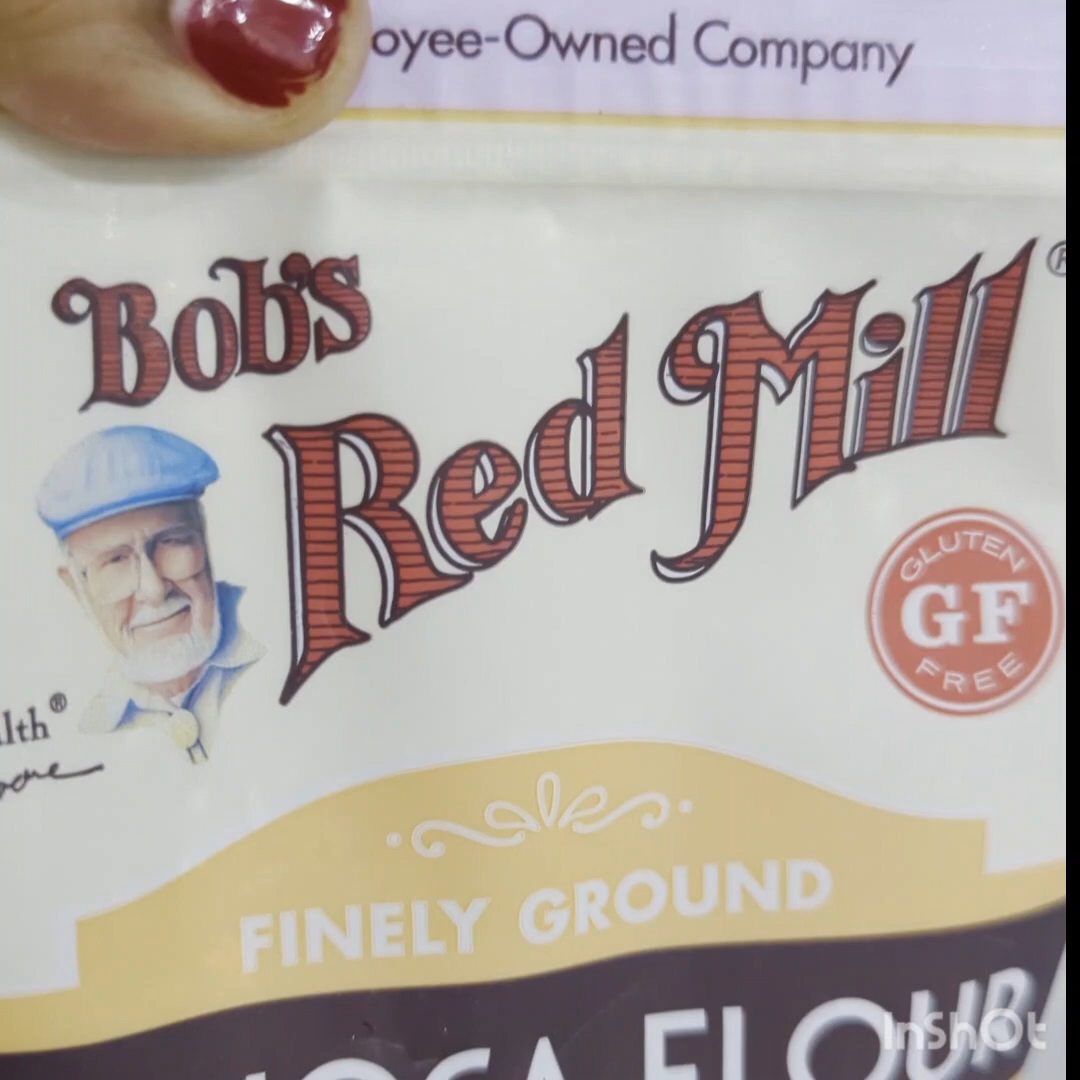 oyee-Owned Company
Bob's
Red Mill®
GLUTEN
GF
FREE
lth®
FINELY GROUND
OCA FLOUR
InShOt